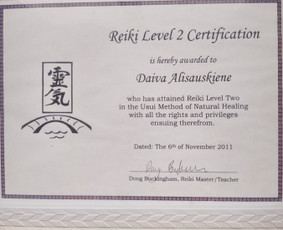 Reiki Level 2 Certification
is hereby awarded to
Daiva Alisauskiene
靈
気
who has attained Reiki Level Two
in the Usui Method of Natural Healing
with all the rights and privileges
ensuing therefrom.
Dated: The 6th of November 2011
Doug Buckingham, Reiki Master/Teacher